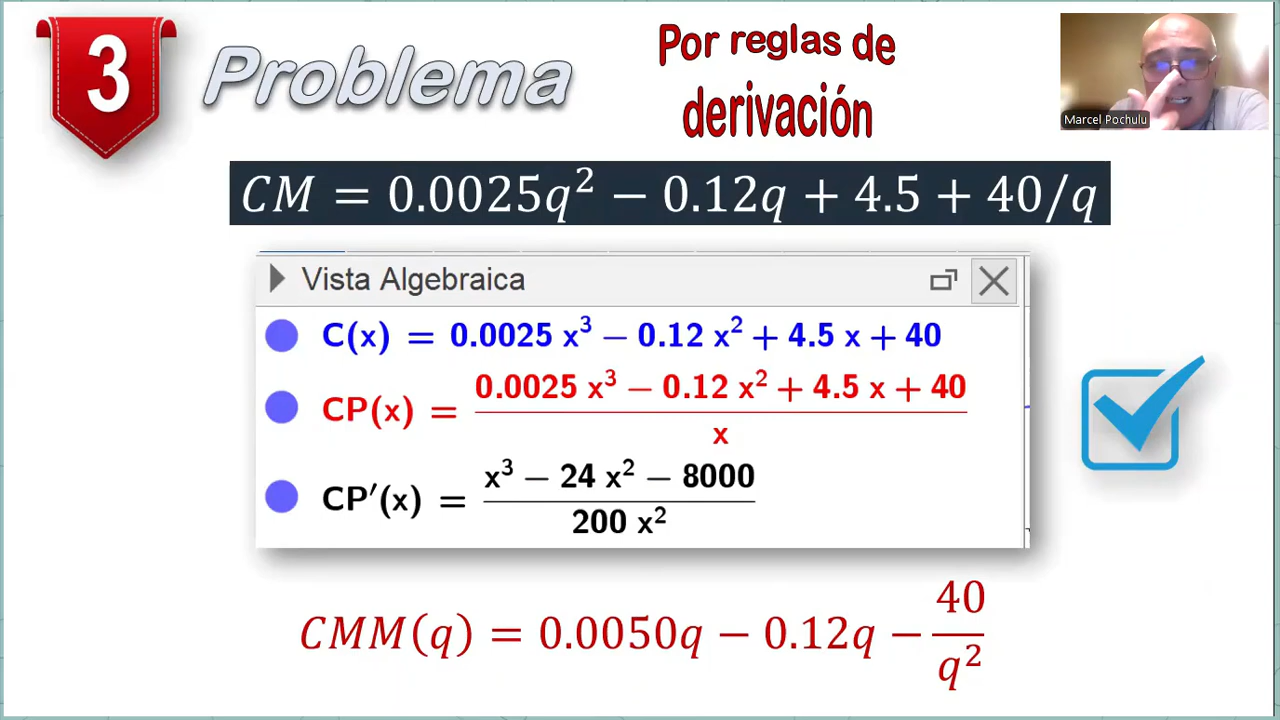 3
Problema
Por reglas de
derivación
Marcel Pochulu
CM = 0.0025q² − 0.12q + 4.5 + 40/q
Vista Algebraica
C(x) = 0.0025 x³ − 0.12 x² + 4.5 x + 40
CP(x) = (0.0025 x³ − 0.12 x² + 4.5 x + 40) / x
CP′(x) = (x³ − 24 x² − 8000) / (200 x²)
CMM(q) = 0.0050q − 0.12q − 40/q²